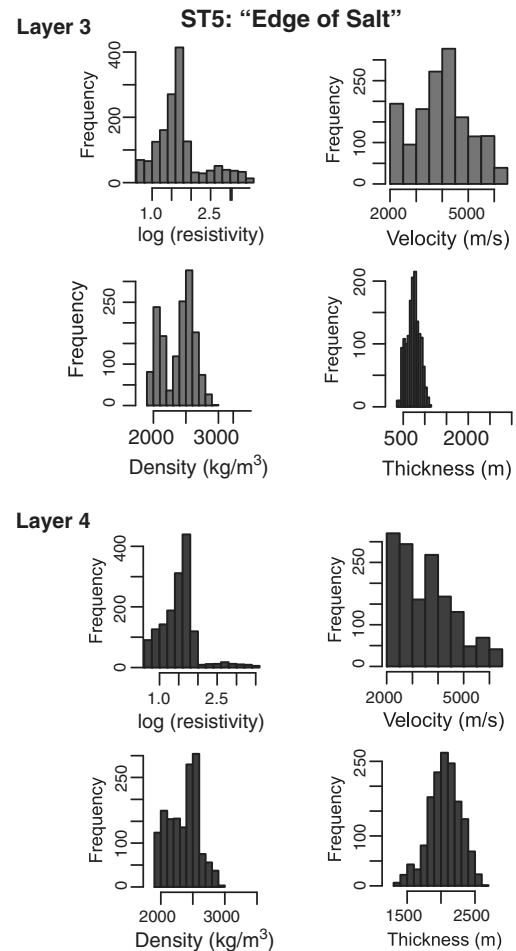 ST5: “Edge of Salt”
Layer 3
Frequency
0 200 400
1.0 2.5
log (resistivity)
Frequency
0 100 250
2000 5000
Velocity (m/s)
Frequency
0 100 250
2000 3000
Density (kg/m³)
Frequency
0 100 200
500 2000
Thickness (m)
Layer 4
Frequency
0 200 400
1.0 2.5
log (resistivity)
Frequency
0 100 250
2000 5000
Velocity (m/s)
Frequency
0 100 250
2000 3000
Density (kg/m³)
Frequency
0 100 250
1500 2500
Thickness (m)